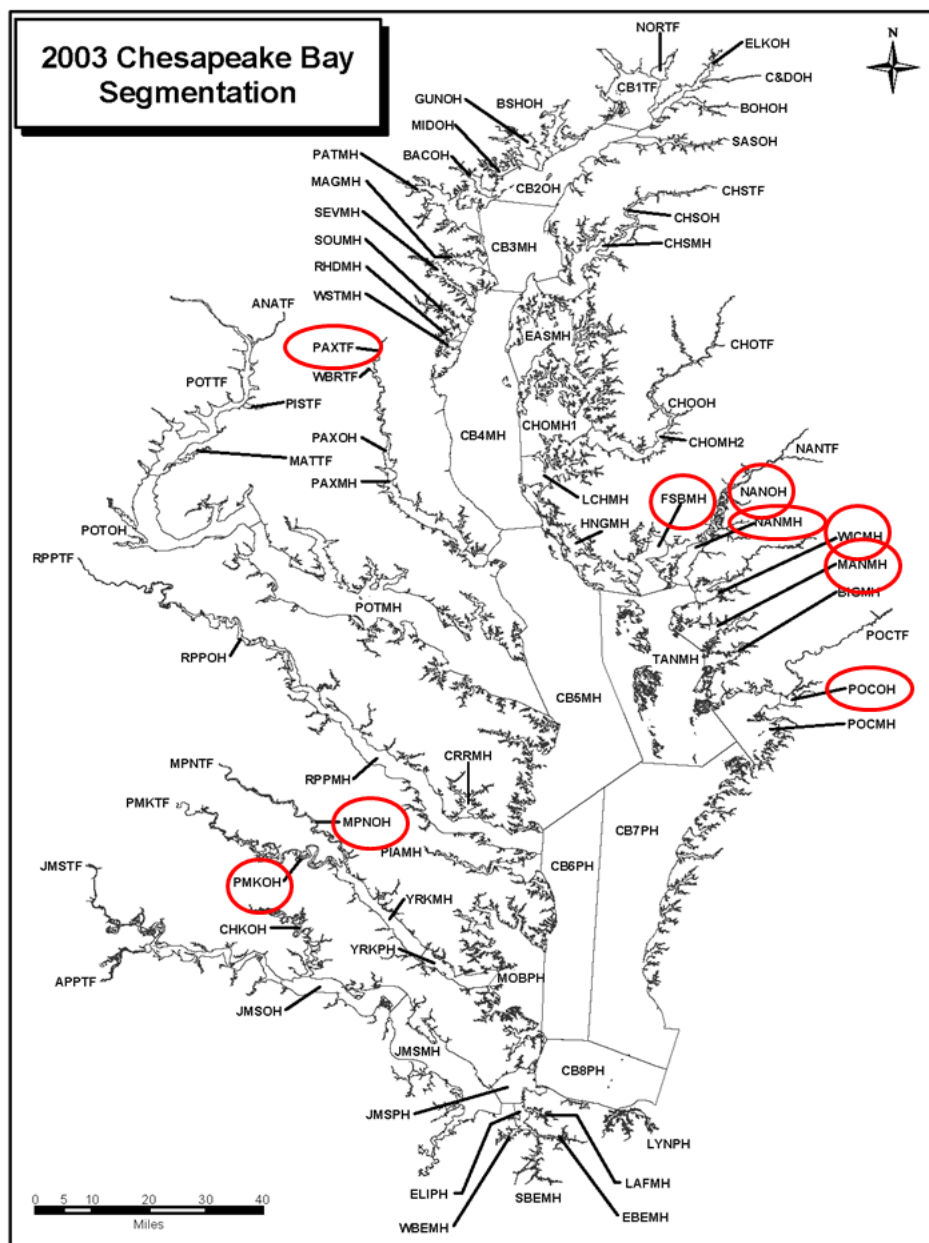 2003 Chesapeake Bay
Segmentation
N
NORTF
ELKOH
CB1TF
C&DOH
GUNOH
BSHOH
BOHOH
MIDOH
SASOH
PATMH
BACOH
CB2OH
MAGMH
CHSTF
SEVMH
CHSOH
SOUMH
CB3MH
CHSMH
RHDMH
WSTMH
ANATF
EASMH
PAXTF
CHOTF
POTTF
WBRTF
PISTF
CHOOH
CHOMH1
PAXOH
CB4MH
CHOMH2
MATTF
NANTF
PAXMH
LCHMH
FSBMH
NANOH
POTOH
HNGMH
NANMH
WICMH
RPPTF
MANMH
POTMH
BIGMH
POCTF
RPPOH
TANMH
CB5MH
POCOH
POCMH
CRRMH
MPNTF
RPPMH
PMKTF
MPNOH
CB7PH
PIAMH
JMSTF
CB6PH
PMKOH
YRKMH
CHKOH
YRKPH
APPTF
MOBPH
JMSOH
JMSMH
CB8PH
JMSPH
LYNPH
LAFMH
ELIPH
SBEMH
EBEMH
WBEMH
0 5 10 20 30 40
Miles